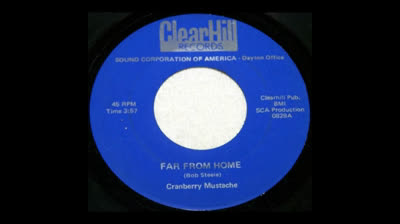 ClearHill
RECORDS
SOUND CORPORATION OF AMERICA - Dayton Office
45 RPM
Time 3:57
Clearhill Pub.
BMI
SCA Production
0828A
FAR FROM HOME
(Bob Steele)
Cranberry Mustache